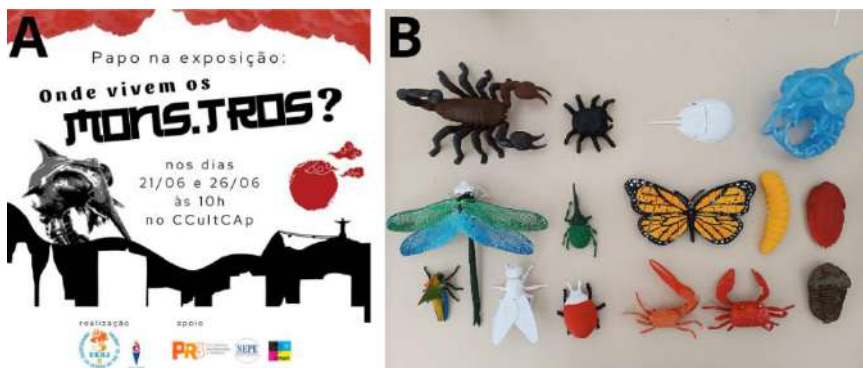 A
Papo na exposição:
Onde vivem os
MONS.TROS?
nos dias
21/06 e 26/06
às 10h
no CCultCAp
realização
apoio
UERJ
PR3
NEPE
B